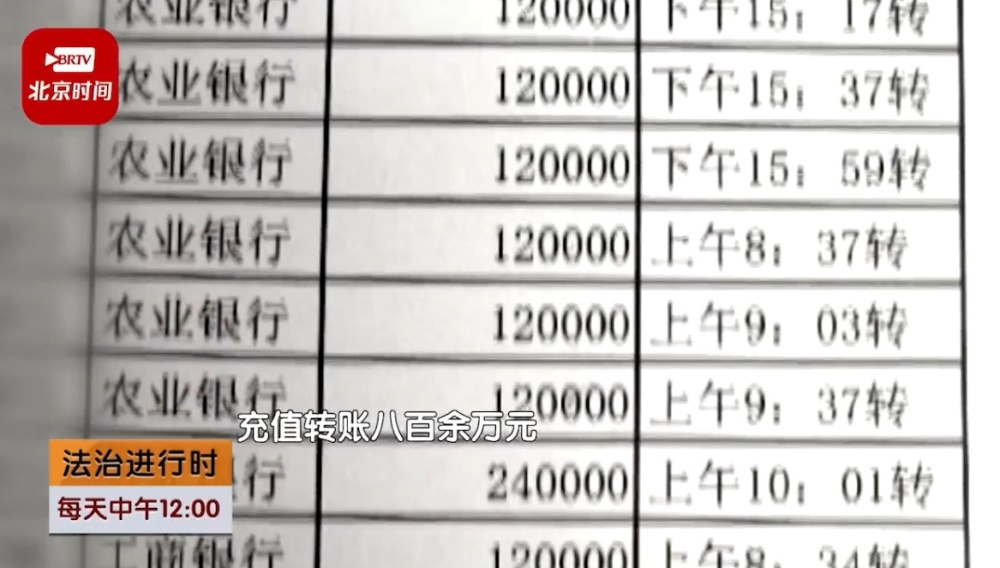 农业银行 120000 下午15：17转
BRTV
北京时间
农业银行 120000 下午15：37转
农业银行 120000 下午15：59转
农业银行 120000 上午8：37转
农业银行 120000 上午9：03转
农业银行 120000 上午9：37转
充值转账八百余万元
法治进行时
行 240000 上午10：01转
每天中午12:00
工商银行 120000 上午8：34转